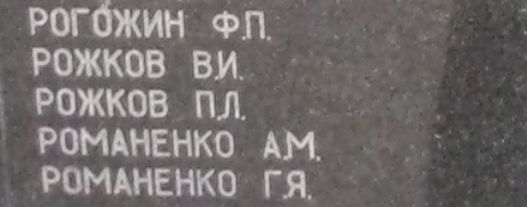 РОГОЖИН Ф.П.
РОЖКОВ В.И.
РОЖКОВ П.Л.
РОМАНЕНКО А.М.
РОМАНЕНКО Г.Я.